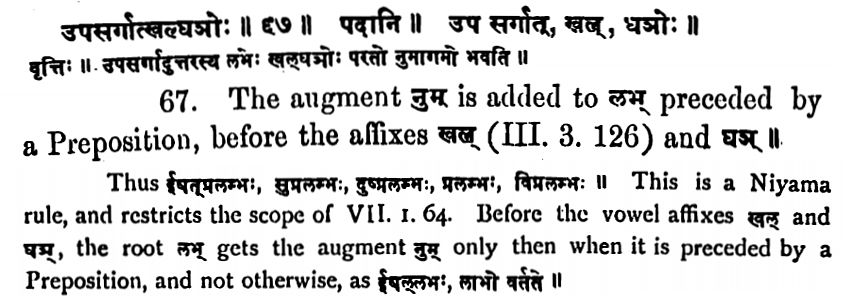 उपसर्गात्खल्घञोः ॥ ६७ ॥ पदानि ॥ उप सर्गात्, खल्, घञोः ॥
वृत्तिः ॥ उपसर्गादुत्तरस्य लभेः खल्घञोः परतो नुमागमो भवति ॥
67. The augment नुम् is added to लभ् preceded by
a Preposition, before the affixes खल् (III. 3. 126) and घञ् ॥
Thus ईषत्प्रलम्भः, सुप्रलम्भः, दुष्प्रलम्भः, प्रलम्भः, विप्रलम्भः ॥ This is a Niyama
rule, and restricts the scope of VII. 1. 64. Before the vowel affixes खल् and
घञ्, the root लभ् gets the augment नुम् only then when it is preceded by a
Preposition, and not otherwise, as ईषल्लभः, लाभो वर्तते ॥